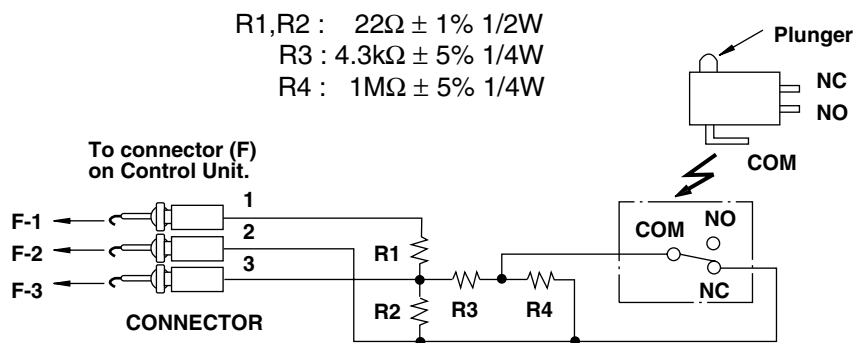 R1,R2 : 22Ω ± 1% 1/2W
R3 : 4.3kΩ ± 5% 1/4W
R4 : 1MΩ ± 5% 1/4W
Plunger
NC
NO
COM
To connector (F)
on Control Unit.
1
F-1
2
F-2
3
F-3
CONNECTOR
R1
R2
R3
R4
COM
NO
NC